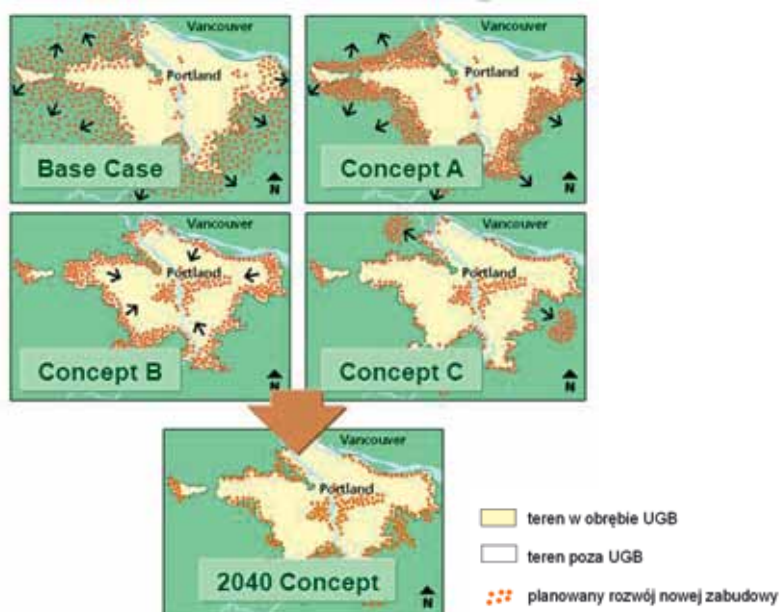 Vancouver
Portland
Base Case
N
Vancouver
Portland
Concept A
N
Vancouver
Portland
Concept B
N
Vancouver
Portland
Concept C
N
Vancouver
Portland
2040 Concept
N
teren w obrębie UGB
teren poza UGB
planowany rozwój nowej zabudowy